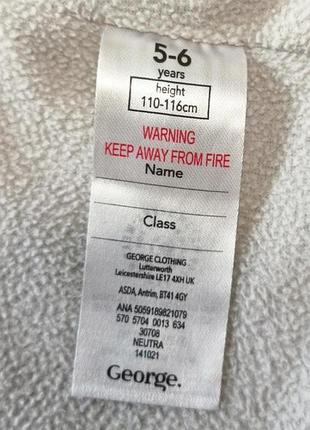 5-6
years
height
110-116cm
WARNING
KEEP AWAY FROM FIRE
Name
Class
GEORGE CLOTHING
Lutterworth
Leicestershire LE17 4XH UK
ASDA, Antrim, BT41 4GY
ANA 5059189821079
570 5704 0013 634
30708
NEUTRA
141021
George.